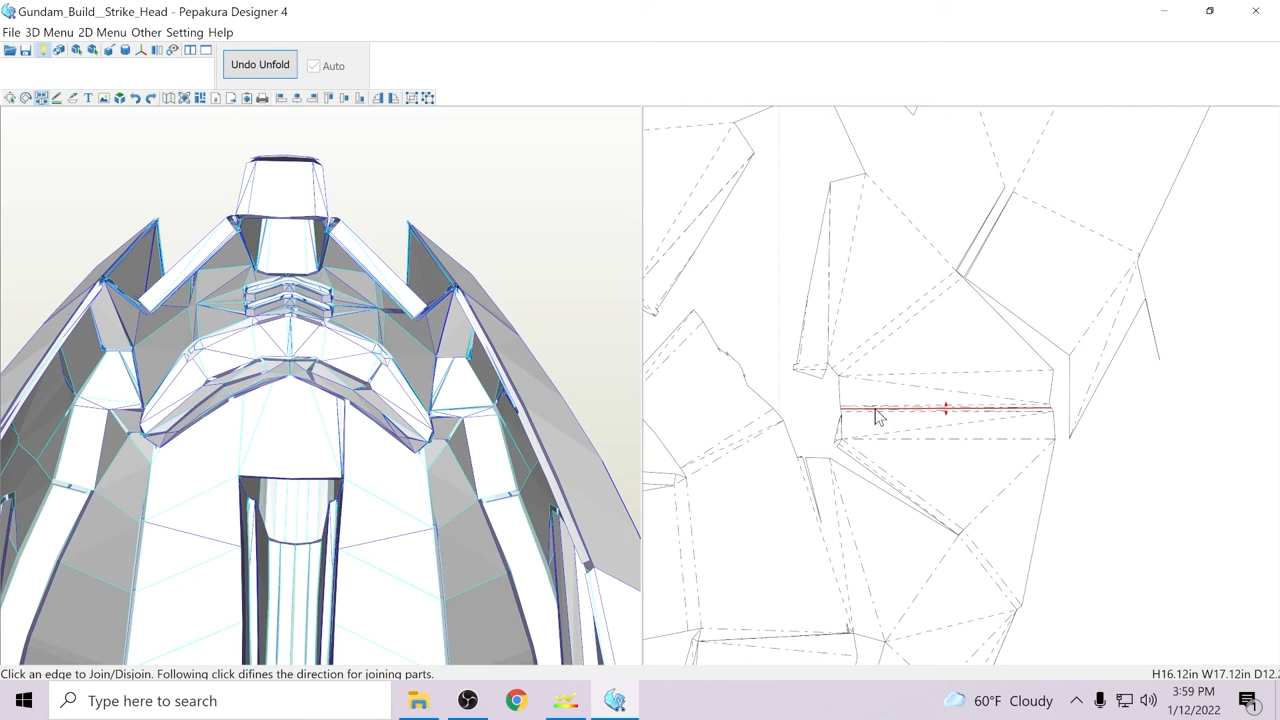 Gundam_Build__Strike_Head - Pepakura Designer 4
File 3D Menu 2D Menu Other Setting Help
Undo Unfold
Auto
Click an edge to Join/Disjoin. Following click difines the direction for joining parts.
H16.12in W17.12in D12.
Type here to search
60°F Cloudy
3:59 PM
1/12/2022
1